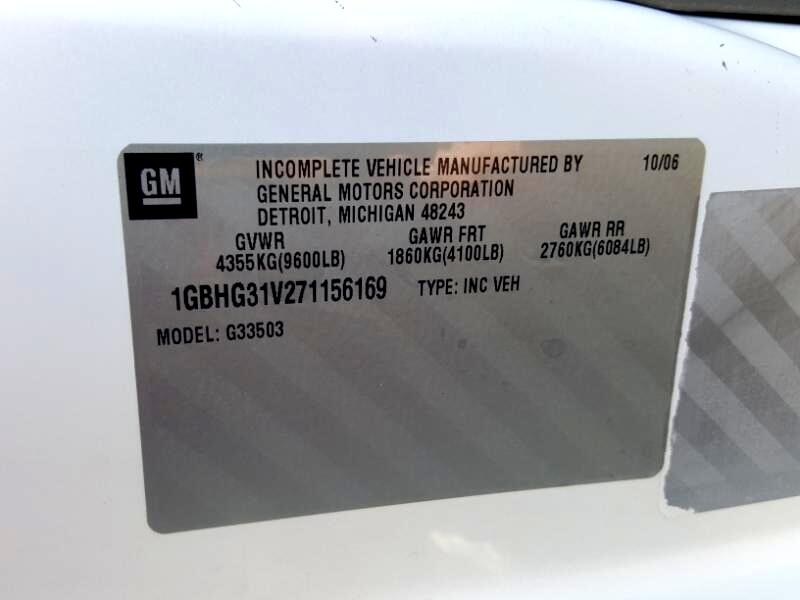 GM ® INCOMPLETE VEHICLE MANUFACTURED BY 10/06
GENERAL MOTORS CORPORATION
DETROIT, MICHIGAN 48243
GVWR GAWR FRT GAWR RR
4355KG(9600LB) 1860KG(4100LB) 2760KG(6084LB)
1GBHG31V271156169 TYPE: INC VEH
MODEL: G33503